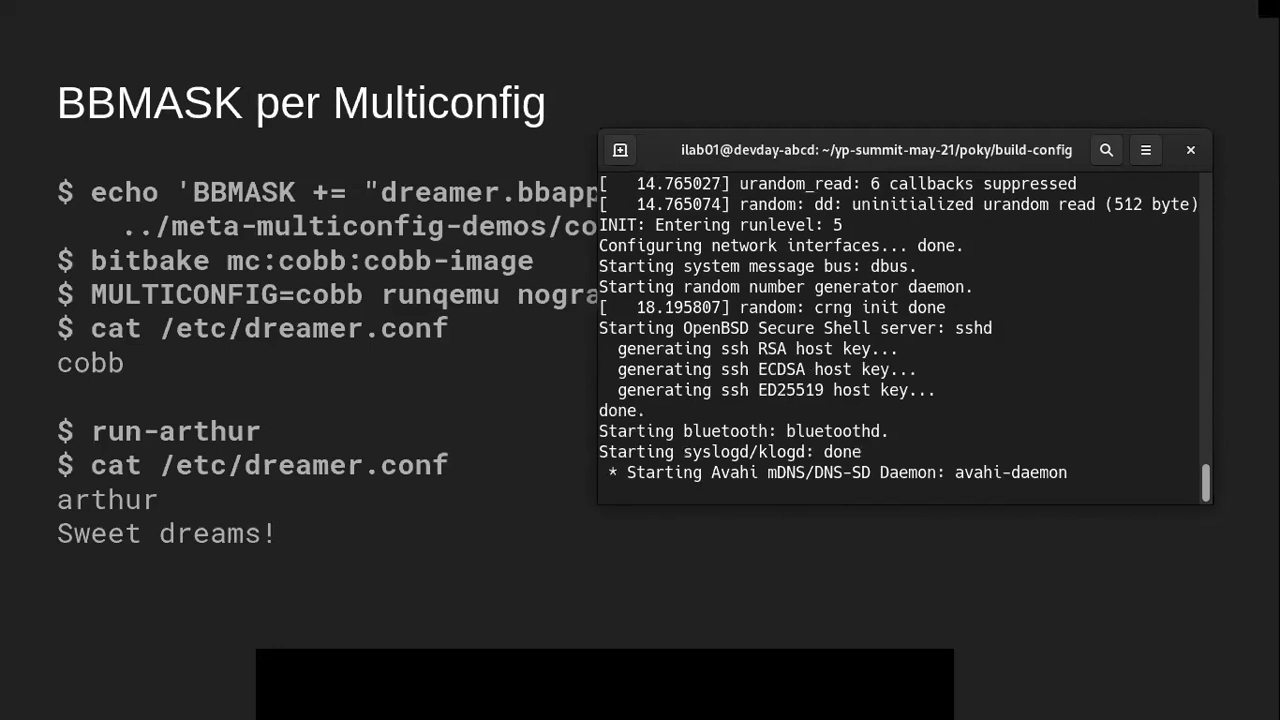 BBMASK per Multiconfig
$ echo 'BBMASK += "dreamer.bbapp
../meta-multiconfig-demos/co
$ bitbake mc:cobb:cobb-image
$ MULTICONFIG=cobb runqemu nogra
$ cat /etc/dreamer.conf
cobb
$ run-arthur
$ cat /etc/dreamer.conf
arthur
Sweet dreams!
ilab01@devday-abcd: ~/yp-summit-may-21/poky/build-config
[   14.765027] urandom_read: 6 callbacks suppressed
[   14.765074] random: dd: uninitialized urandom read (512 byte)
INIT: Entering runlevel: 5
Configuring network interfaces... done.
Starting system message bus: dbus.
Starting random number generator daemon.
[   18.195807] random: crng init done
Starting OpenBSD Secure Shell server: sshd
  generating ssh RSA host key...
  generating ssh ECDSA host key...
  generating ssh ED25519 host key...
done.
Starting bluetooth: bluetoothd.
Starting syslogd/klogd: done
 * Starting Avahi mDNS/DNS-SD Daemon: avahi-daemon